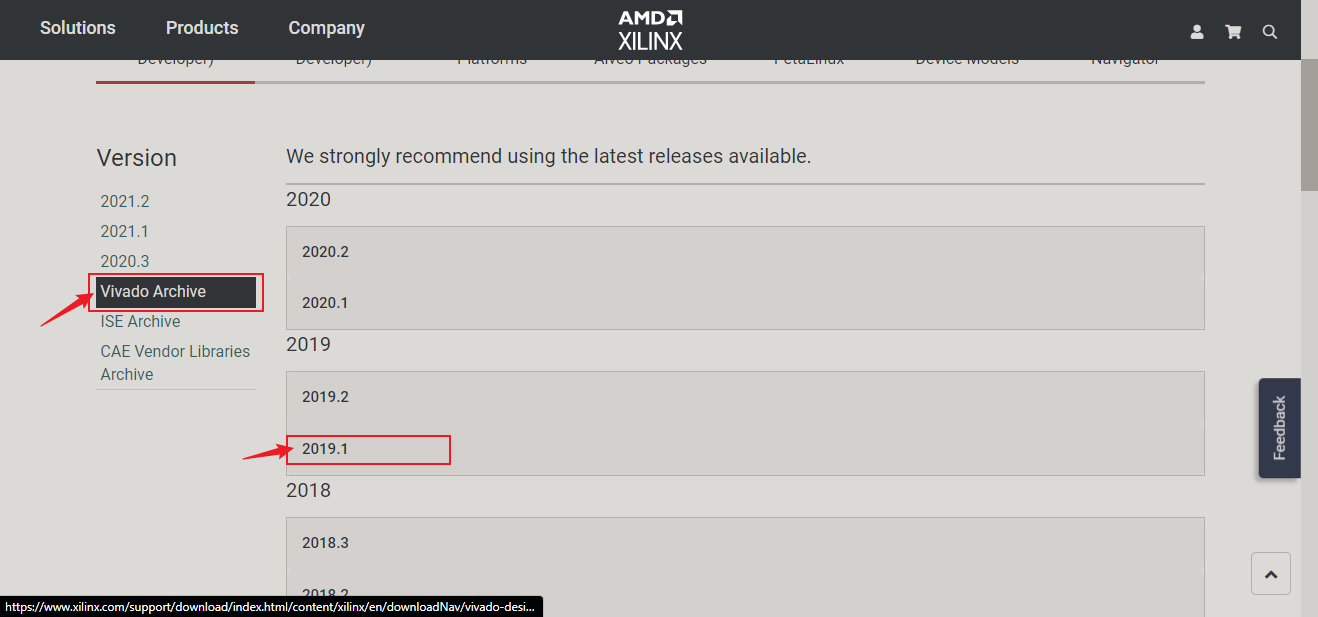 Solutions
Products
Company
AMD
XILINX
Developer)
Developer)
Platforms
Alveo Packages
PetaLinux
Device Models
Navigator
Version
2021.2
2021.1
2020.3
Vivado Archive
ISE Archive
CAE Vendor Libraries
Archive
We strongly recommend using the latest releases available.
2020
2020.2
2020.1
2019
2019.2
2019.1
2018
2018.3
2018.2
Feedback
https://www.xilinx.com/support/download/index.html/content/xilinx/en/downloadNav/vivado-desi...